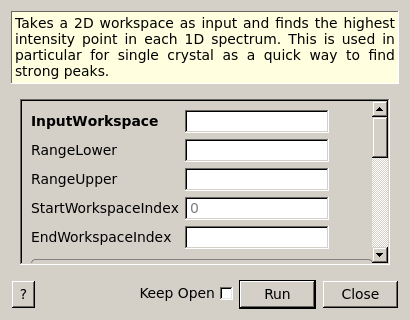 Takes a 2D workspace as input and finds the highest
intensity point in each 1D spectrum. This is used in
particular for single crystal as a quick way to find
strong peaks.
InputWorkspace
RangeLower
RangeUpper
StartWorkspaceIndex 0
EndWorkspaceIndex
? Keep Open Run Close